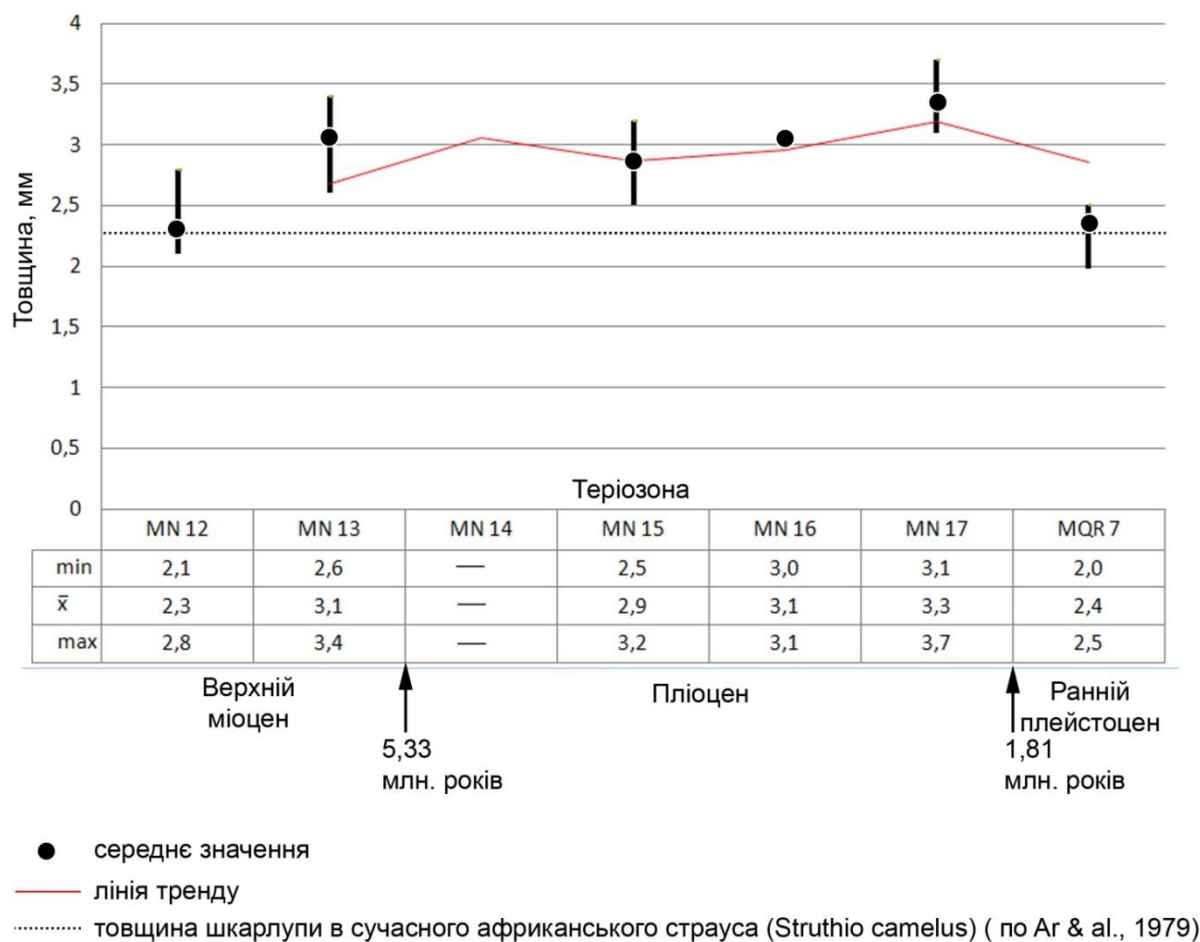 Товщина, мм
4
3,5
3
2,5
2
1,5
1
0,5
0
Теріозона
MN 12 MN 13 MN 14 MN 15 MN 16 MN 17 MQR 7
min 2,1 2,6 — 2,5 3,0 3,1 2,0
x̄ 2,3 3,1 — 2,9 3,1 3,3 2,4
max 2,8 3,4 — 3,2 3,1 3,7 2,5
Верхній
міоцен
Пліоцен
Ранній
плейстоцен
5,33
млн. років
1,81
млн. років
середнє значення
лінія тренду
товщина шкарлупи в сучасного африканського страуса (Struthio camelus) ( по Ar & al., 1979)